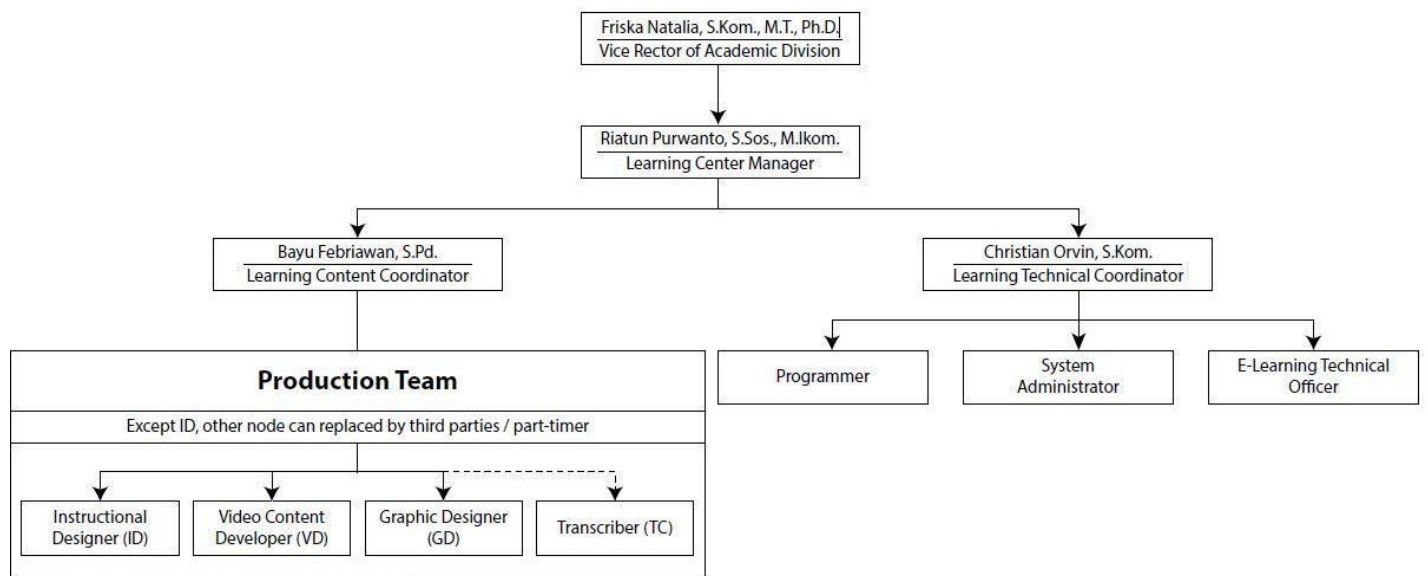 Friska Natalia, S.Kom., M.T., Ph.D.
Vice Rector of Academic Division
Riatun Purwanto, S.Sos., M.Ikom.
Learning Center Manager
Bayu Febriawan, S.Pd.
Learning Content Coordinator
Christian Orvin, S.Kom.
Learning Technical Coordinator
Production Team
Except ID, other node can replaced by third parties / part-timer
Instructional
Designer (ID)
Video Content
Developer (VD)
Graphic Designer
(GD)
Transcriber (TC)
Programmer
System
Administrator
E-Learning Technical
Officer